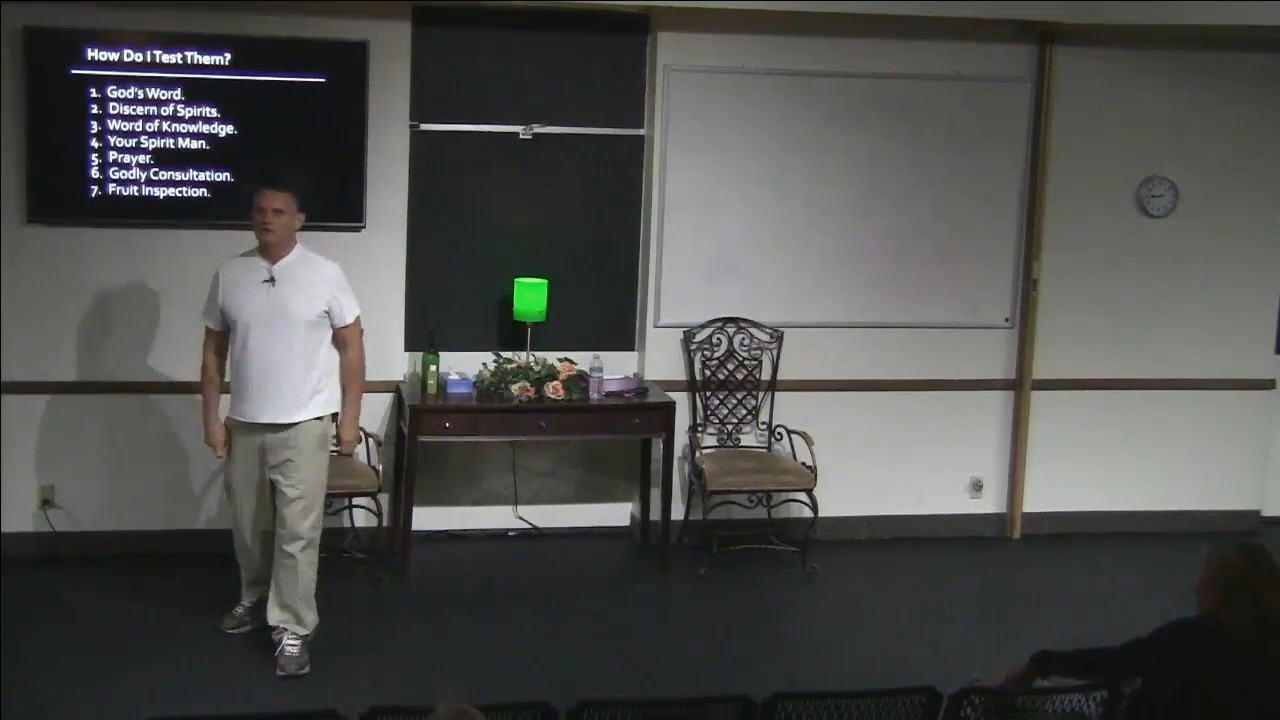 How Do I Test Them?
1. God's Word.
2. Discern of Spirits.
3. Word of Knowledge.
4. Your Spirit Man.
5. Prayer.
6. Godly Consultation.
7. Fruit Inspection.